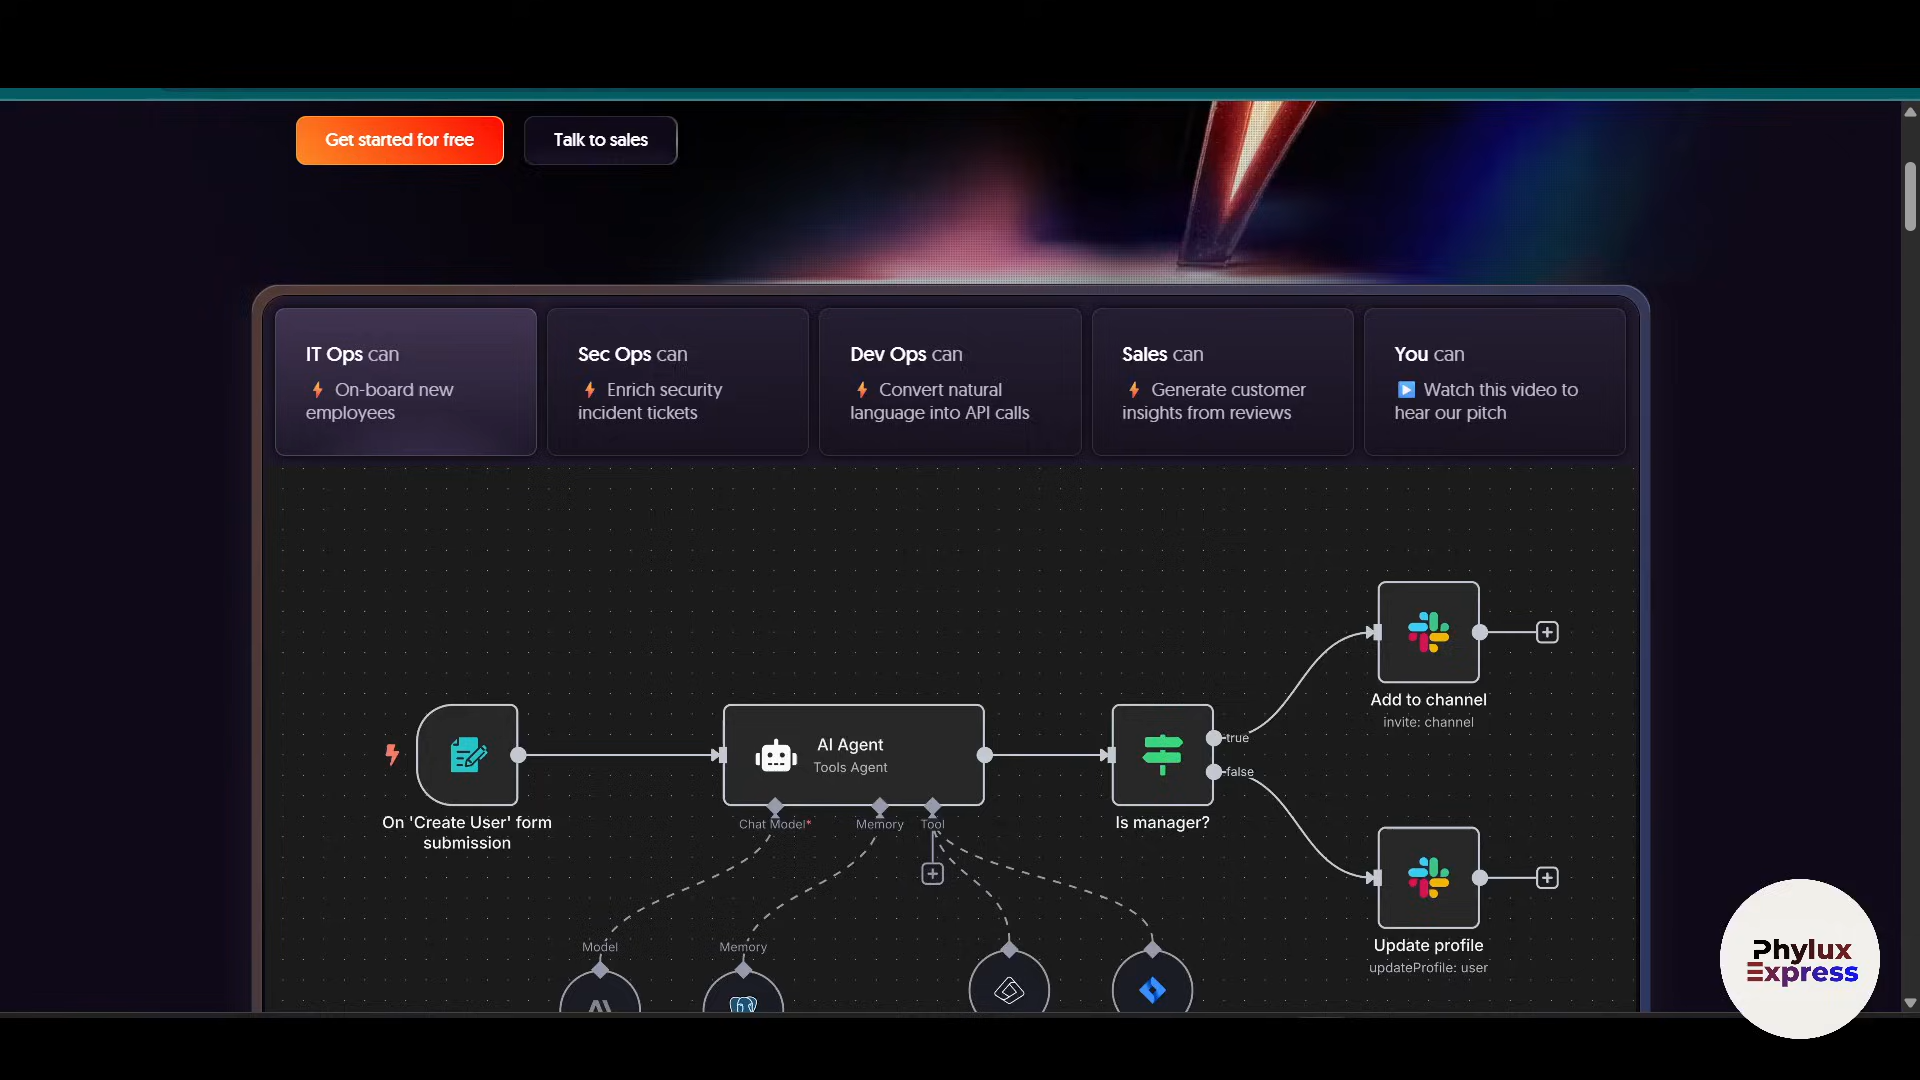 Get started for free
Talk to sales
IT Ops can
On-board new
employees
Sec Ops can
Enrich security
incident tickets
Dev Ops can
Convert natural
language into API calls
Sales can
Generate customer
insights from reviews
You can
Watch this video to
hear our pitch
Add to channel
invite: channel
On 'Create User' form
submission
AI Agent
Tools Agent
Chat Model*
Memory
Tool
true
false
Is manager?
Update profile
updateProfile: user
Model
Memory
Phylux
Express